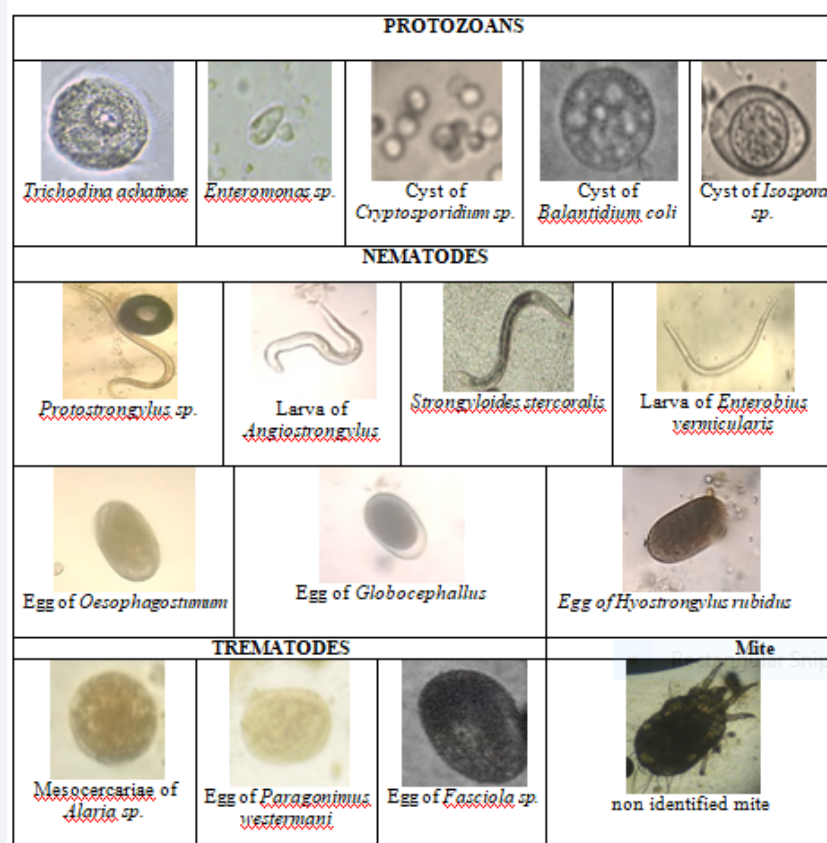 PROTOZOANS
Trichodina achatinae
Enteromonas sp.
Cyst of
Cryptosporidium sp.
Cyst of
Balantidium coli
Cyst of Isospora
sp.
NEMATODES
Protostrongylus sp.
Larva of
Angiostrongylus
Strongyloides stercoralis
Larva of Enterobius
vermicularis
Egg of Oesophagostumum
Egg of Globocephallus
Egg of Hyostrongylus rubidus
TREMATODES
Mite
Rectangular Snip
Mesocercariae of
Alaria sp.
Egg of Paragonimus
westermani
Egg of Fasciola sp.
non identified mite